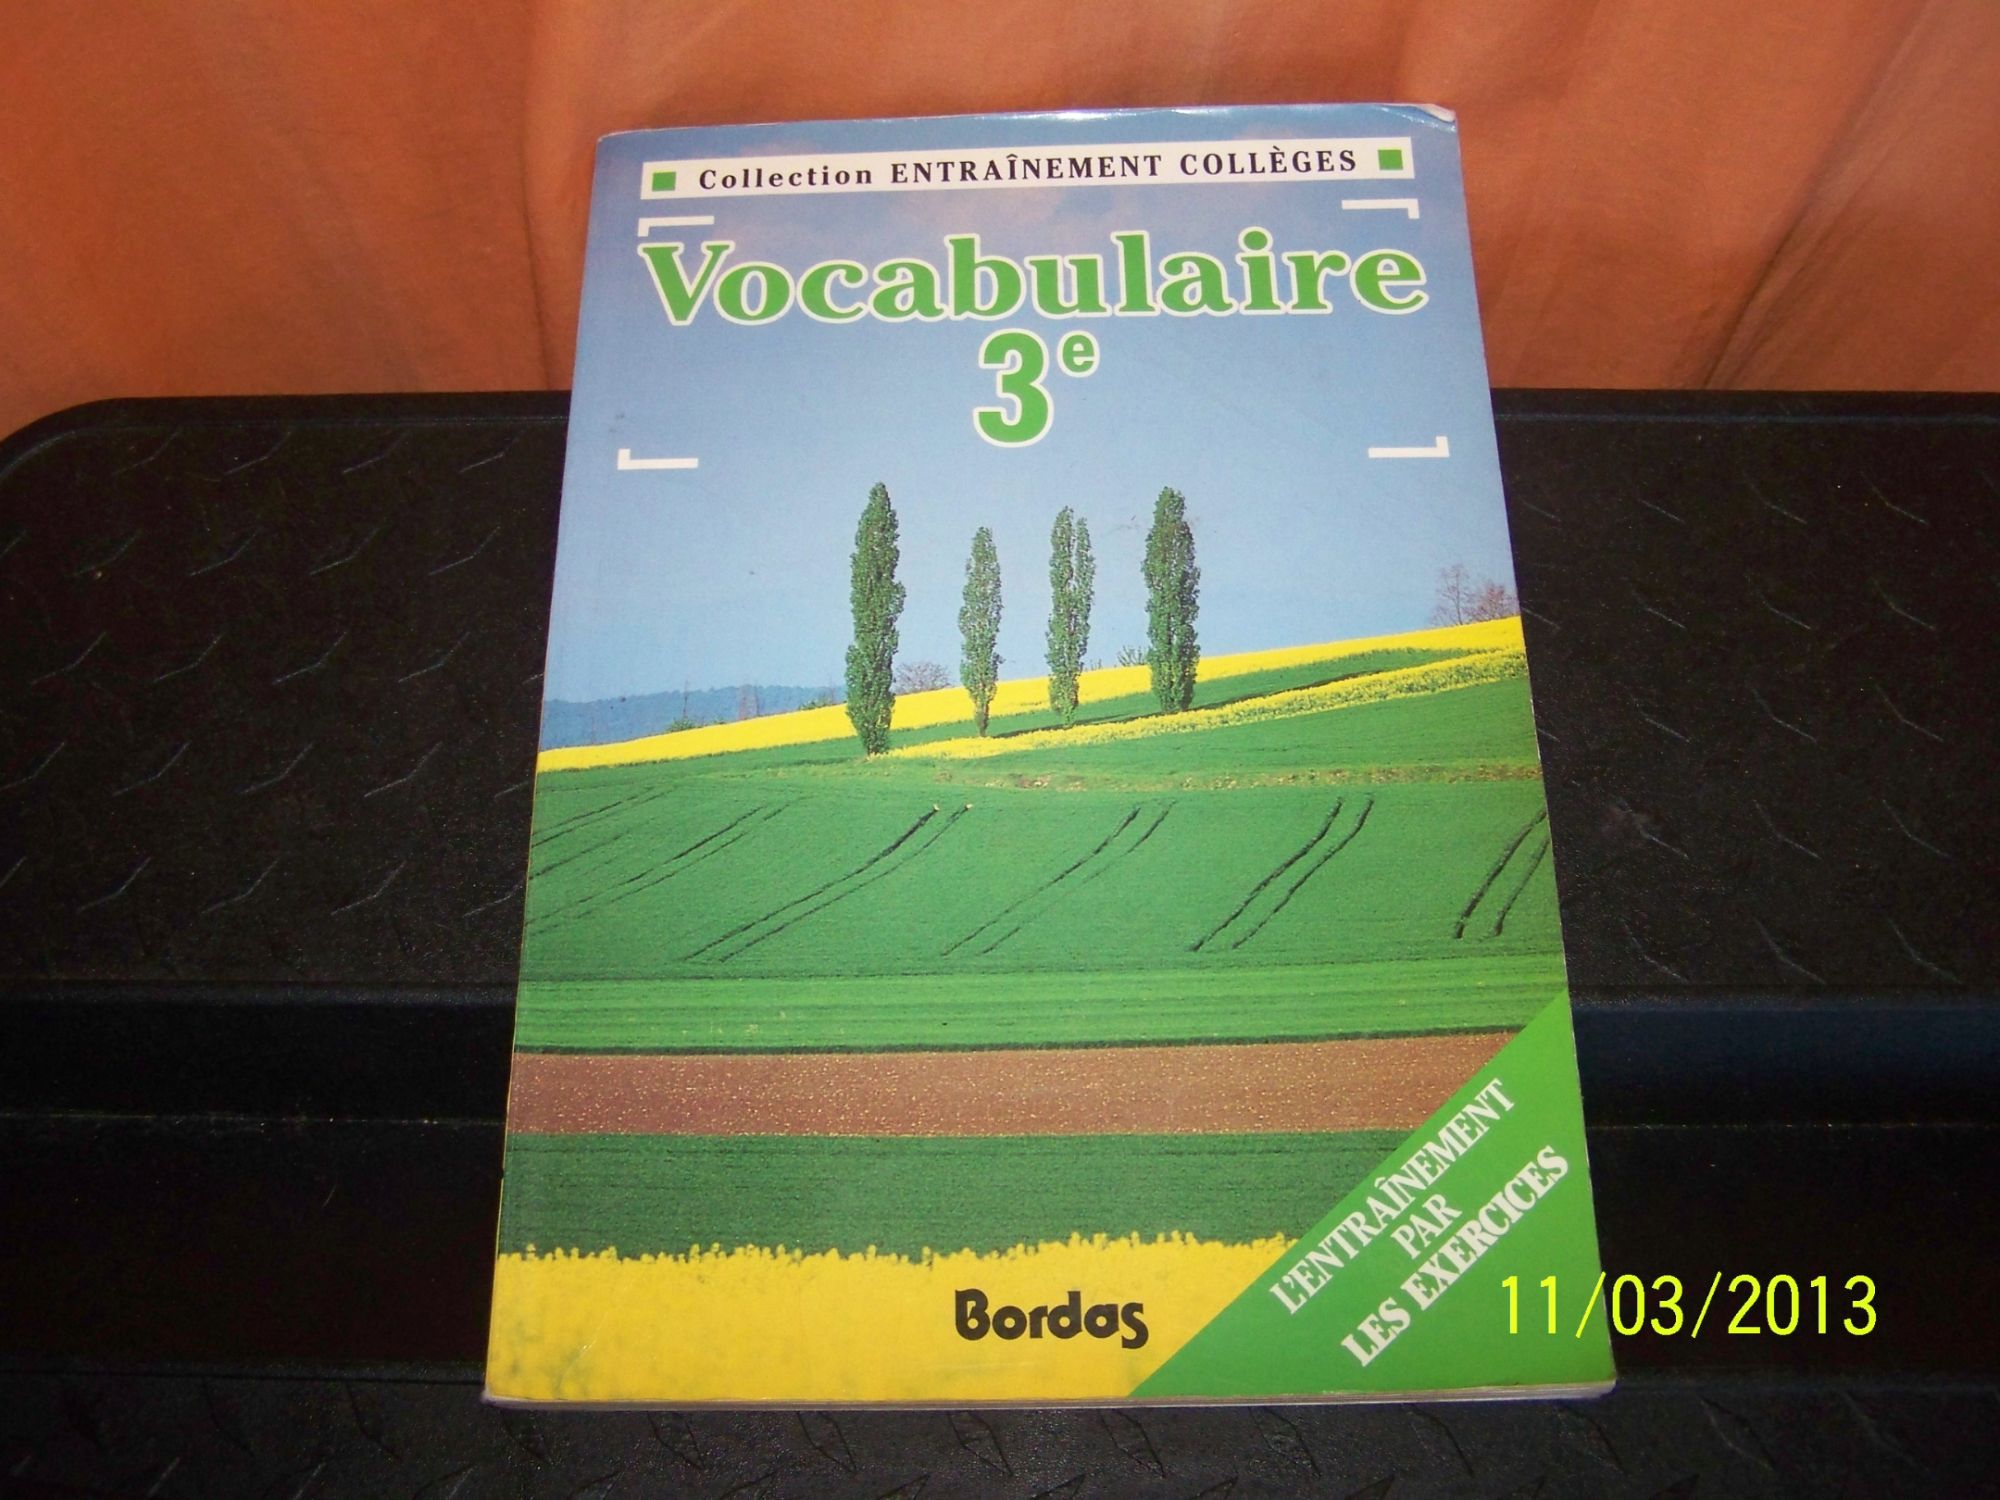 Collection ENTRAÎNEMENT COLLÈGES
Vocabulaire
3e
L'ENTRAÎNEMENT
PAR
LES EXERCICES
Bordas
11/03/2013